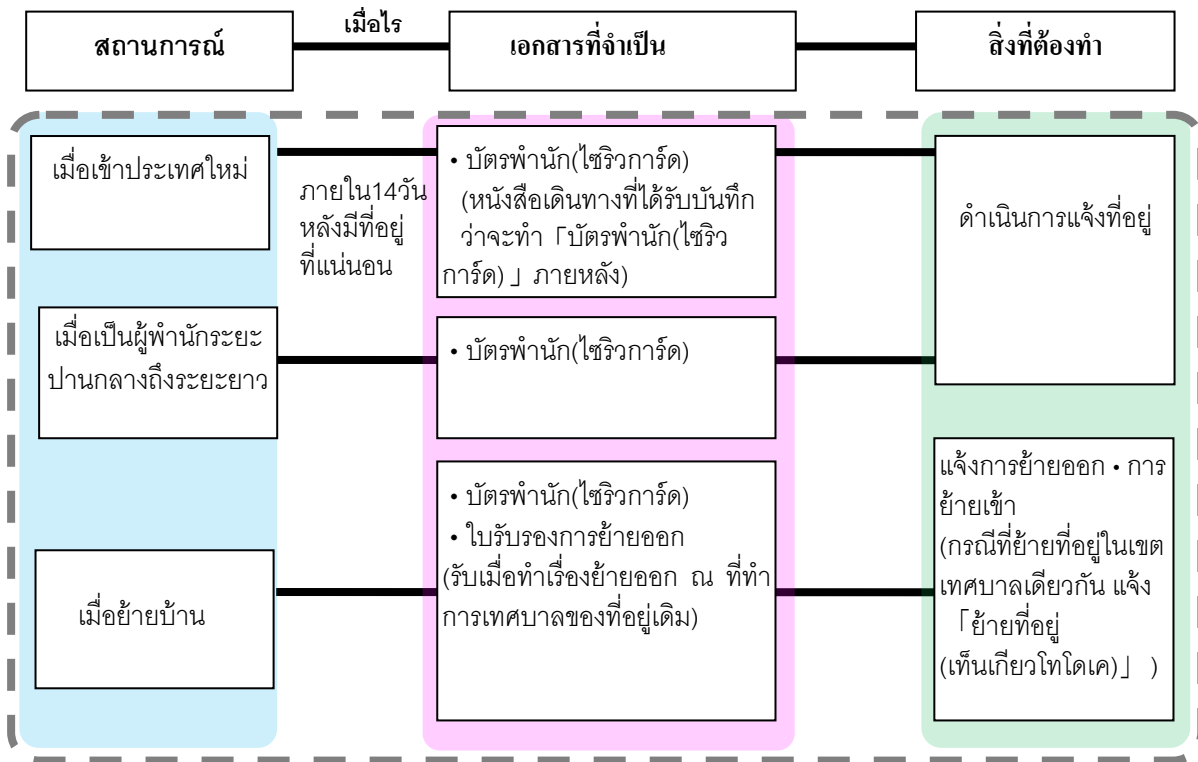 สถานการณ์
เมื่อไร
เอกสารที่จำเป็น
สิ่งที่ต้องทำ
เมื่อเข้าประเทศใหม่
ภายใน14วัน
หลังมีที่อยู่
ที่แน่นอน
• บัตรพำนัก(ไซริวการ์ด)
(หนังสือเดินทางที่ได้รับบันทึก
ว่าจะทำ「บัตรพำนัก(ไซริว
การ์ด)」ภายหลัง)
ดำเนินการแจ้งที่อยู่
เมื่อเป็นผู้พำนักระยะ
ปานกลางถึงระยะยาว
• บัตรพำนัก(ไซริวการ์ด)
เมื่อย้ายบ้าน
• บัตรพำนัก(ไซริวการ์ด)
• ใบรับรองการย้ายออก
(รับเมื่อทำเรื่องย้ายออก ณ ที่ทำ
การเทศบาลของที่อยู่เดิม)
แจ้งการย้ายออก • การ
ย้ายเข้า
(กรณีที่ย้ายที่อยู่ในเขต
เทศบาลเดียวกัน แจ้ง
「ย้ายที่อยู่
(เท็นเกียวโทโดเค)」 )